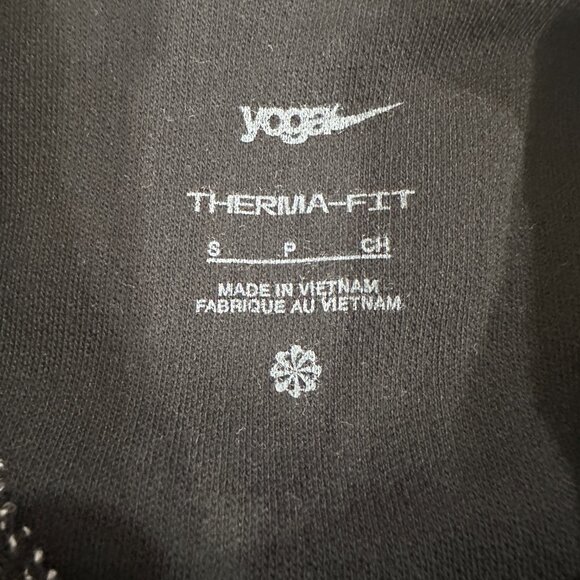 yoga
THERMA-FIT
S P CH
MADE IN VIETNAM
FABRIQUE AU VIETNAM